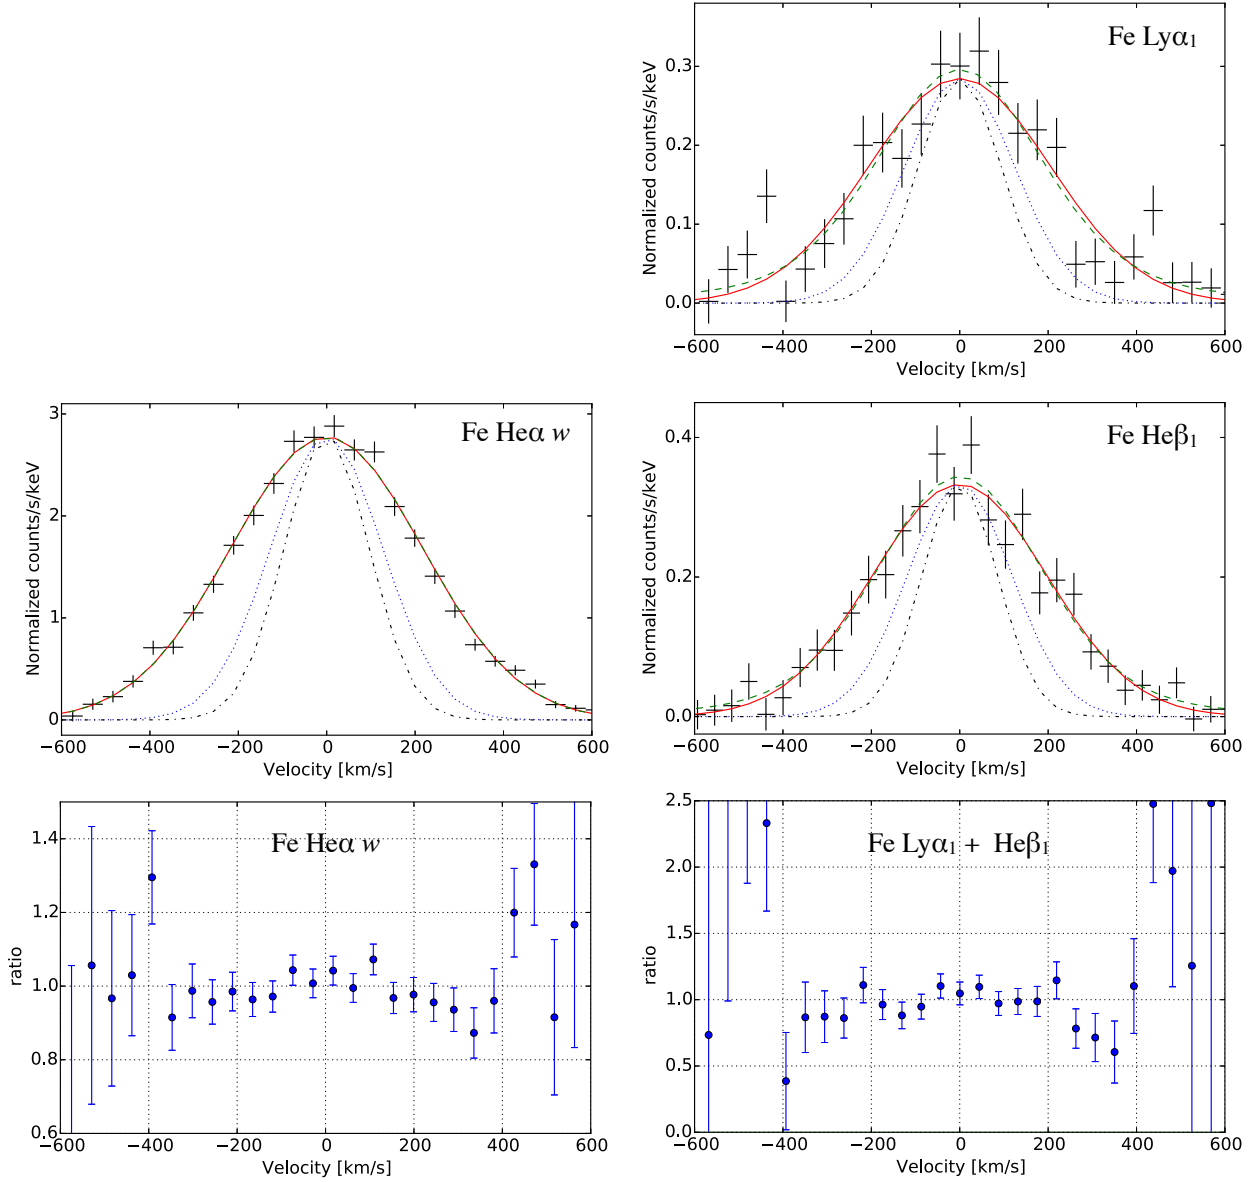 Fe Lyα₁
Normalized counts/s/keV
0.3
0.2
0.1
0.0
−600 −400 −200 0 200 400 600
Velocity [km/s]
Fe Heα w
Normalized counts/s/keV
3
2
1
0
−600 −400 −200 0 200 400 600
Velocity [km/s]
Fe Heβ₁
Normalized counts/s/keV
0.4
0.2
0.0
−600 −400 −200 0 200 400 600
Velocity [km/s]
Fe Heα w
ratio
1.4
1.2
1.0
0.8
0.6
−600 −400 −200 0 200 400 600
Velocity [km/s]
Fe Lyα₁ + Heβ₁
ratio
2.5
2.0
1.5
1.0
0.5
0.0
−600 −400 −200 0 200 400 600
Velocity [km/s]